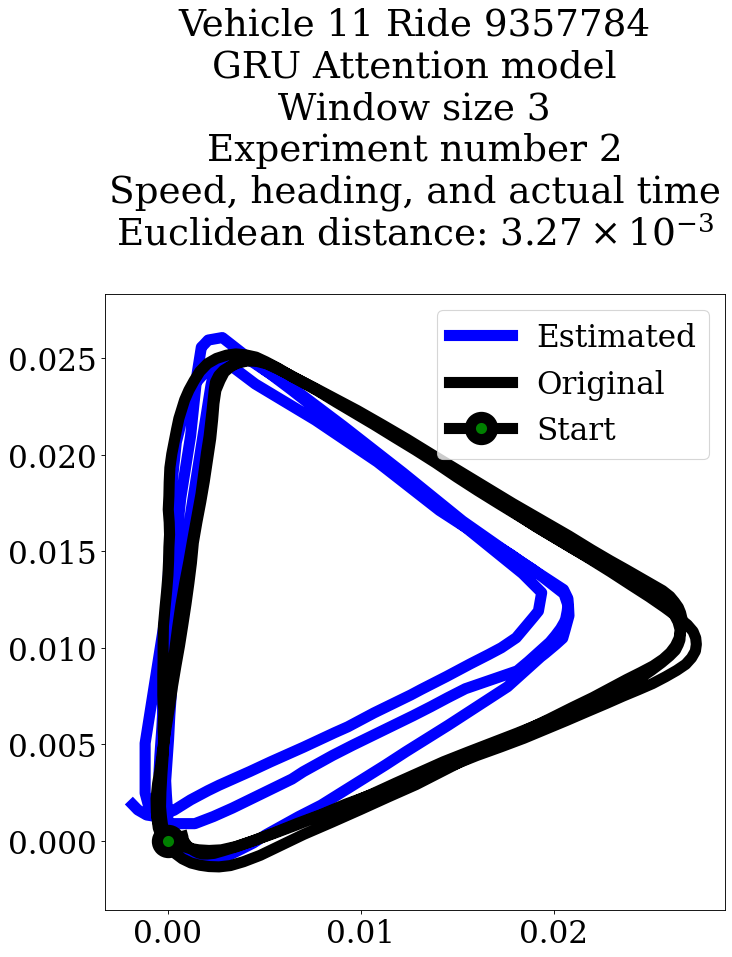 Vehicle 11 Ride 9357784
GRU Attention model
Window size 3
Experiment number 2
Speed, heading, and actual time
Euclidean distance: 3.27 × 10⁻³
Estimated
Original
Start
0.025
0.020
0.015
0.010
0.005
0.000
0.00 0.01 0.02